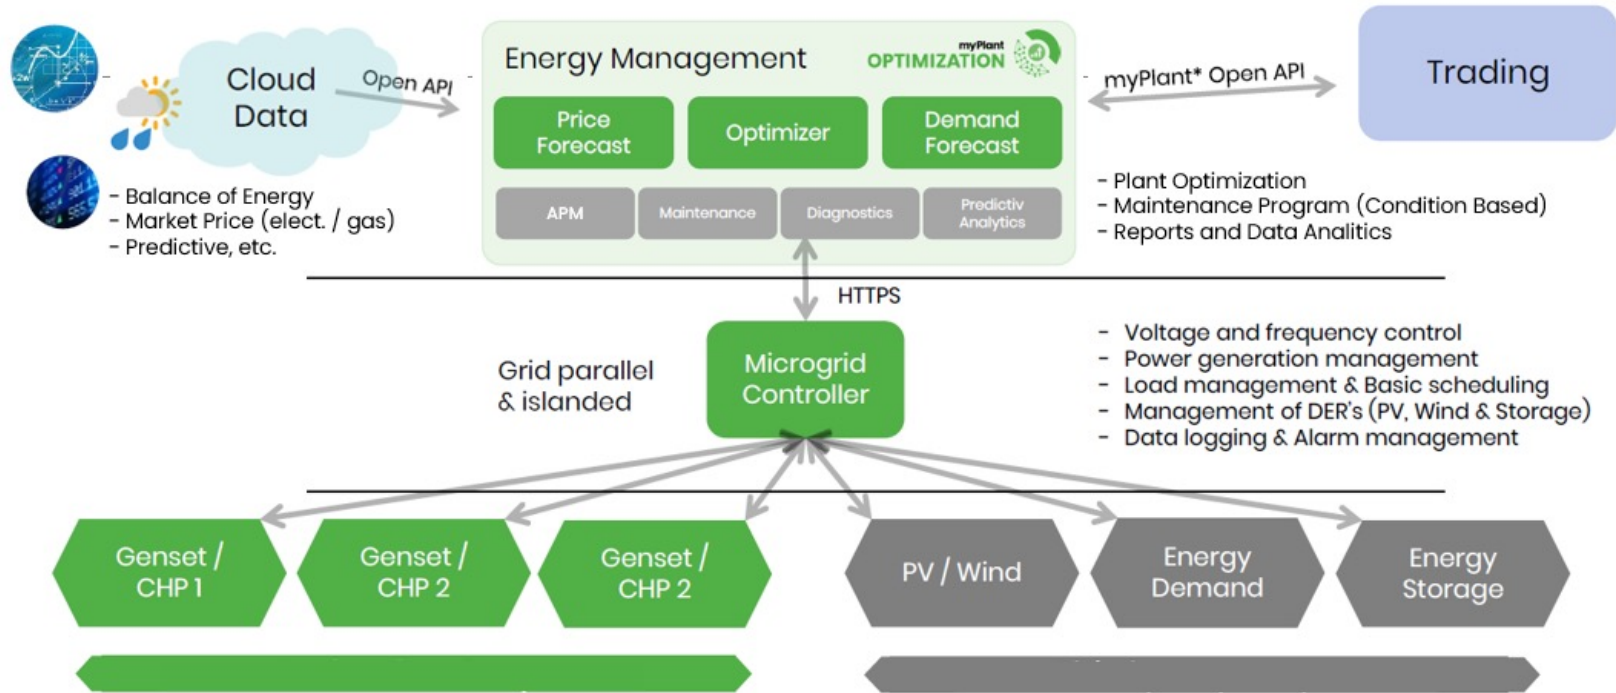 Cloud
Data
Open API
- Balance of Energy
- Market Price (elect. / gas)
- Predictive, etc.
Energy Management
myPlant
OPTIMIZATION
Price
Forecast
Optimizer
Demand
Forecast
APM
Maintenance
Diagnostics
Predictiv
Analytics
myPlant* Open API
Trading
- Plant Optimization
- Maintenance Program (Condition Based)
- Reports and Data Analitics
HTTPS
Grid parallel
& islanded
Microgrid
Controller
- Voltage and frequency control
- Power generation management
- Load management & Basic scheduling
- Management of DER's (PV, Wind & Storage)
- Data logging & Alarm management
Genset /
CHP 1
Genset /
CHP 2
Genset /
CHP 2
PV / Wind
Energy
Demand
Energy
Storage